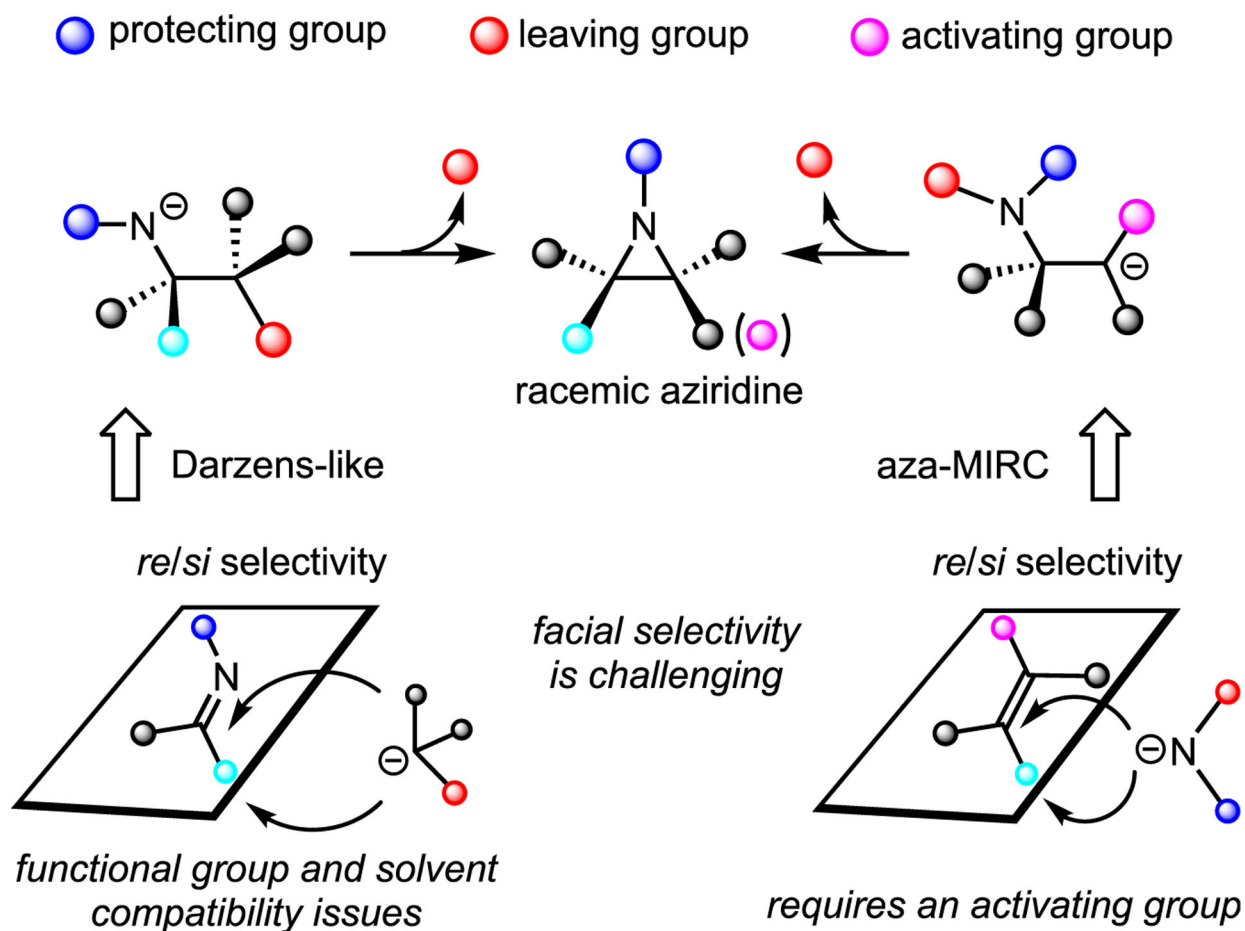 protecting group
leaving group
activating group
N
⊖
N
N
⊖
( )
racemic aziridine
Darzens-like
aza-MIRC
re/si selectivity
re/si selectivity
facial selectivity
is challenging
N
⊖
⊖N
functional group and solvent
compatibility issues
requires an activating group